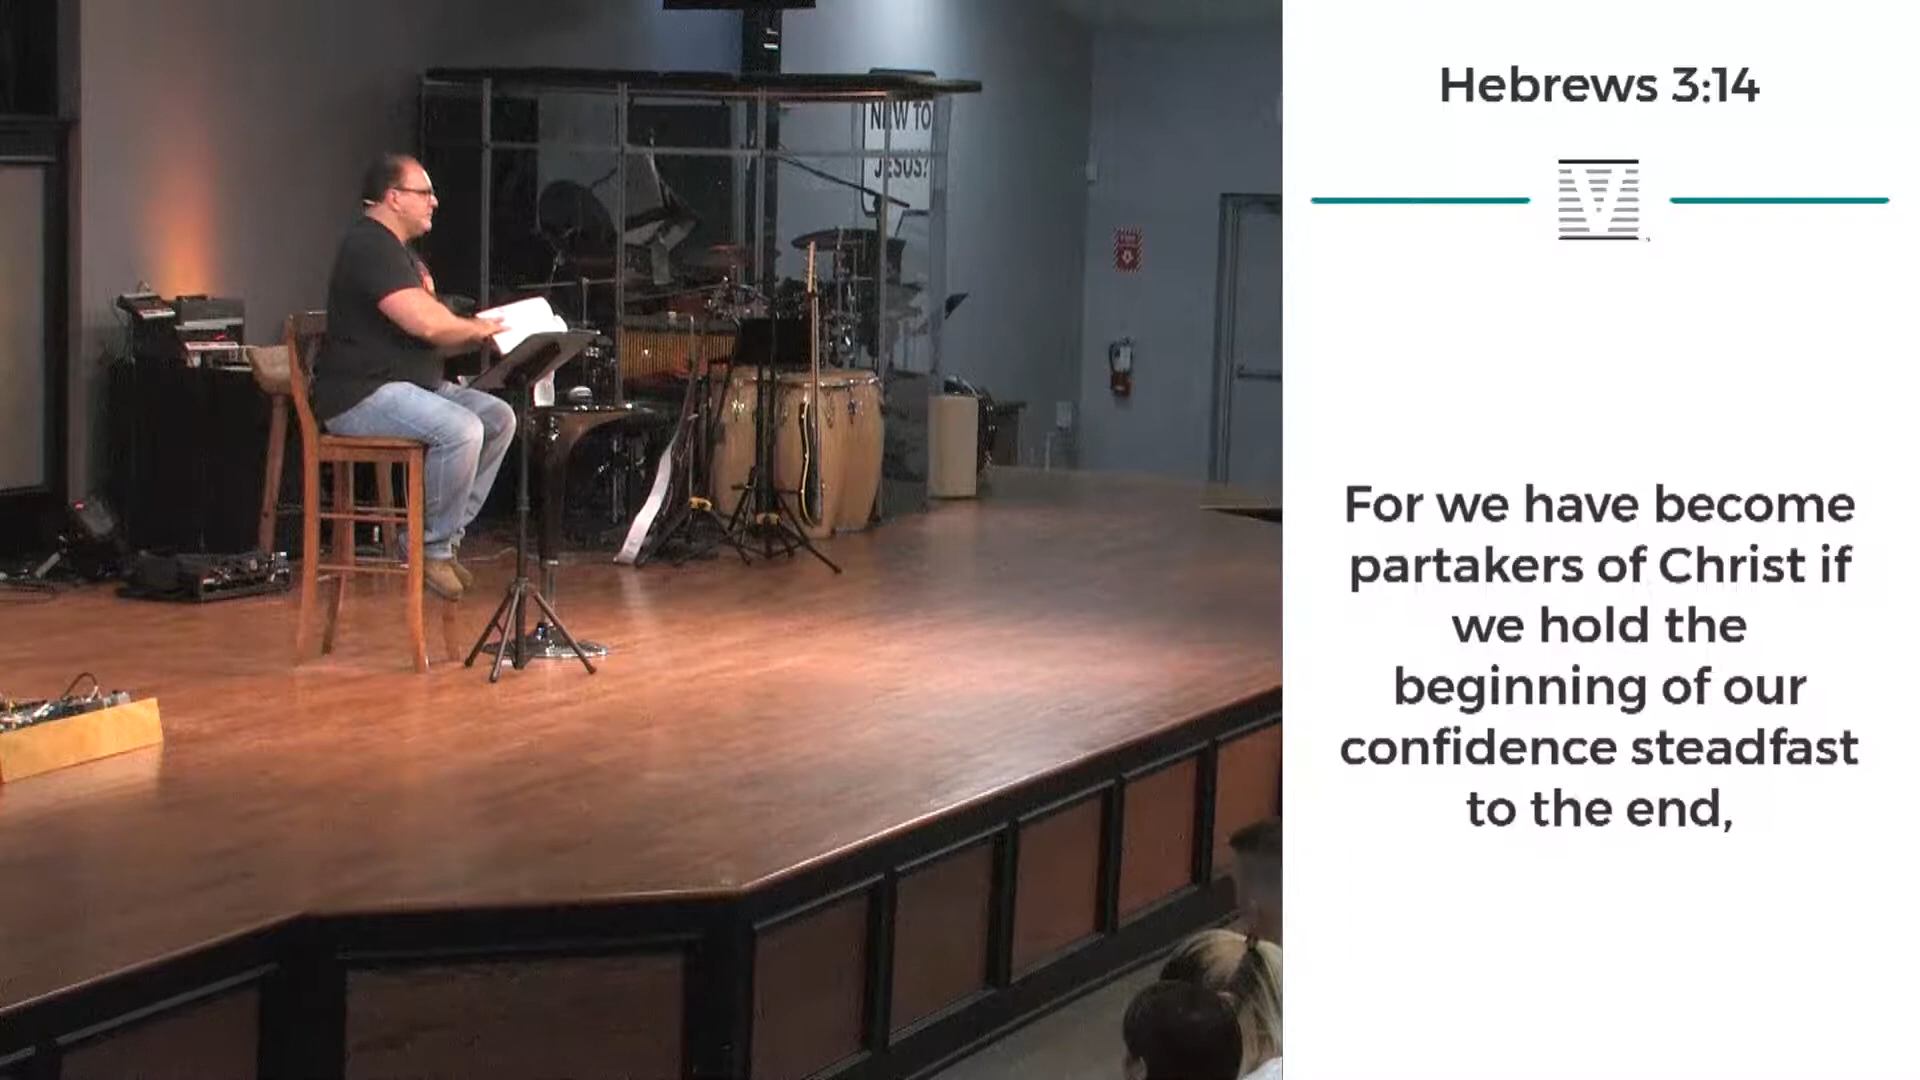 NEW TO
JESUS?
Hebrews 3:14
V
For we have become
partakers of Christ if
we hold the
beginning of our
confidence steadfast
to the end,